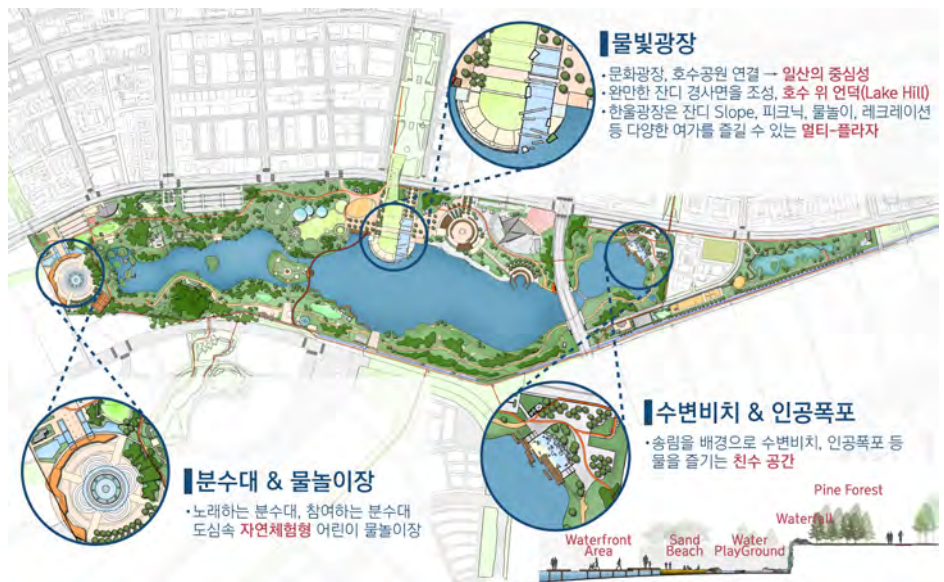 물빛광장
• 문화광장, 호수공원 연결 → 일산의 중심성
• 완만한 잔디 경사면을 조성, 호수 위 언덕(Lake Hill)
• 한울광장은 잔디 Slope, 피크닉, 물놀이, 레크레이션
등 다양한 여가를 즐길 수 있는 멀티-플라자
분수대 & 물놀이장
• 노래하는 분수대, 참여하는 분수대
도심속 자연체험형 어린이 물놀이장
수변비치 & 인공폭포
• 송림을 배경으로 수변비치, 인공폭포 등
물을 즐기는 친수 공간
Pine Forest
Waterfall
Waterfront
Area
Sand
Beach
Water
PlayGround